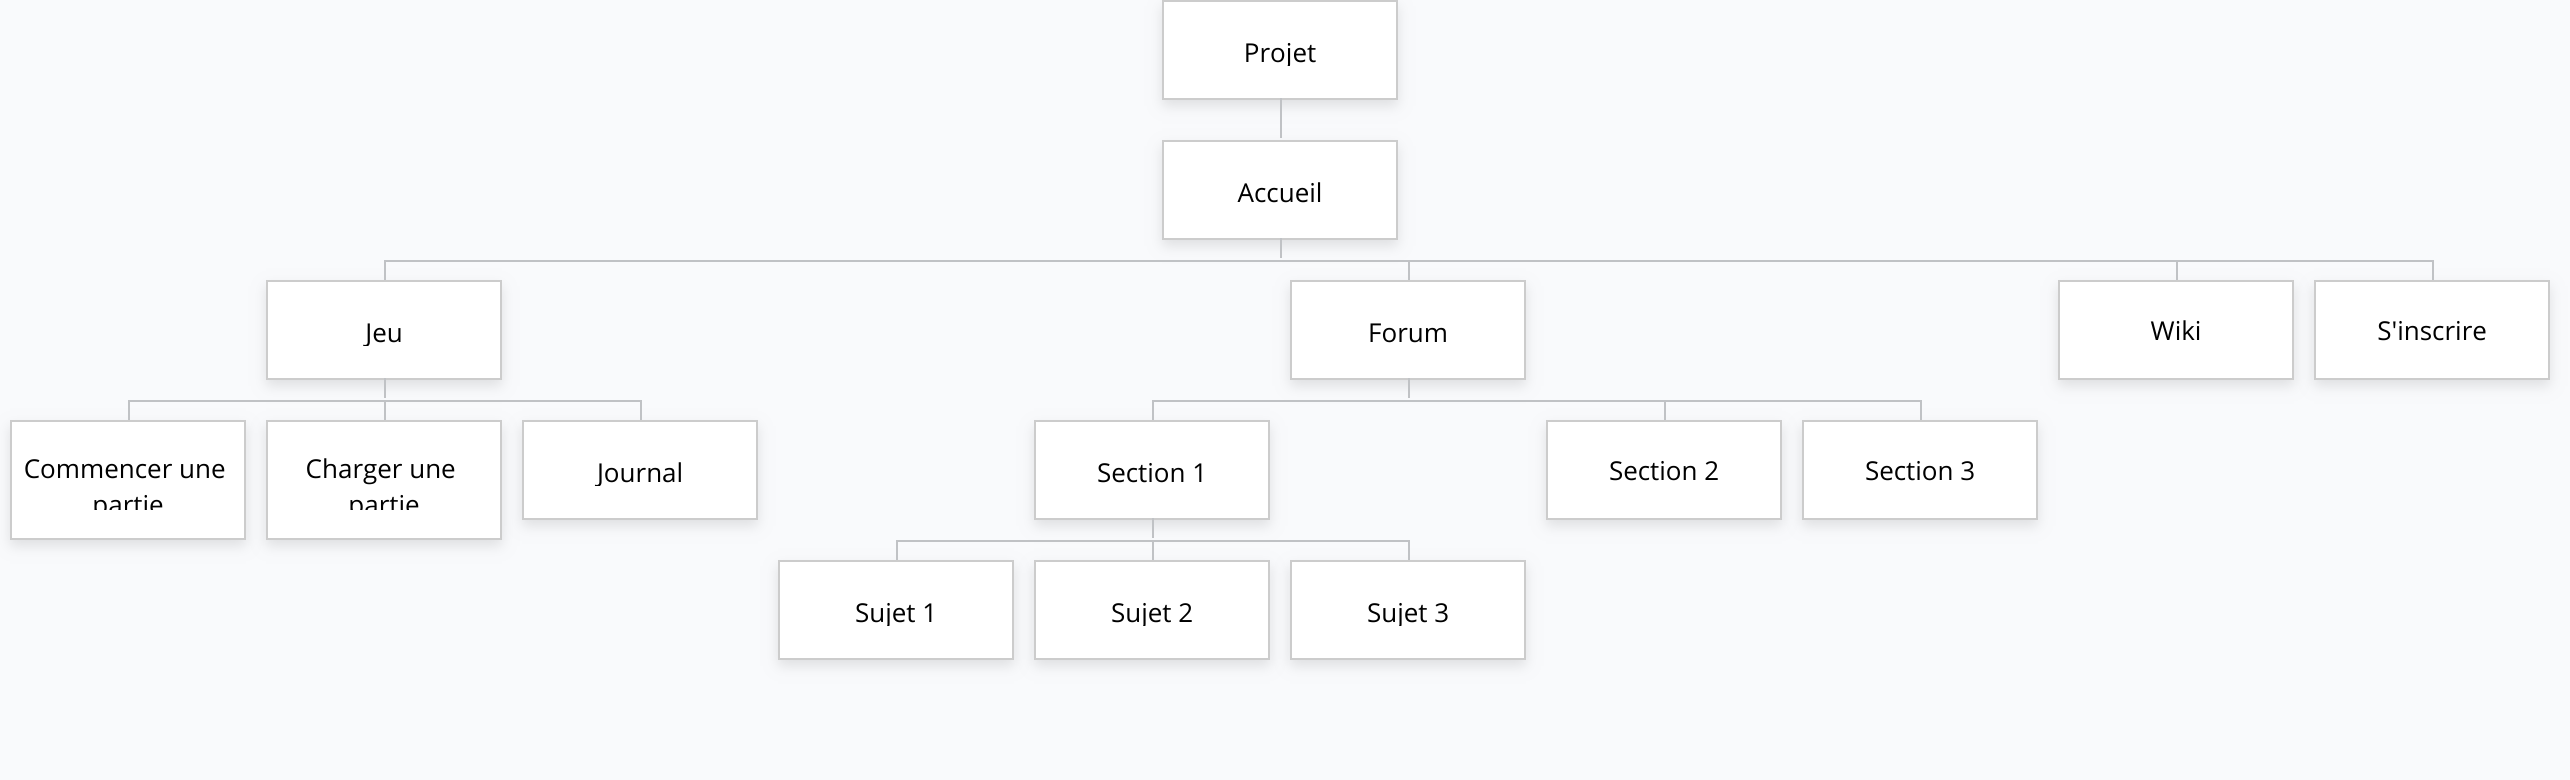 Projet
Accueil
Jeu
Forum
Wiki
S'inscrire
Commencer une
partie
Charger une
partie
Journal
Section 1
Section 2
Section 3
Sujet 1
Sujet 2
Sujet 3